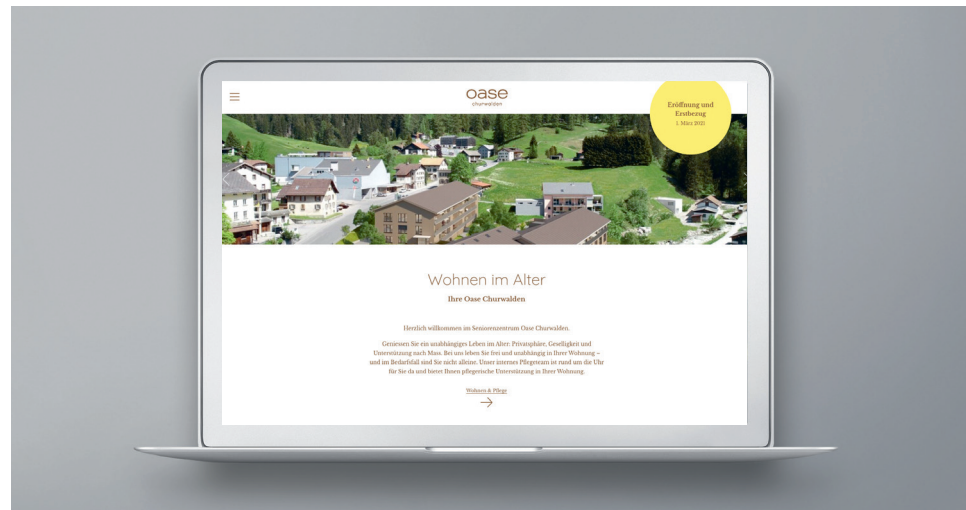 oase
churwalden
Eröffnung und
Erstbezug
1. März 2021
Wohnen im Alter
Ihre Oase Churwalden
Herzlich willkommen im Seniorenzentrum Oase Churwalden.
Geniessen Sie ein unabhängiges Leben im Alter: Privatsphäre, Geselligkeit und
Unterstützung nach Mass. Bei uns leben Sie frei und unabhängig in Ihrer Wohnung –
und im Bedarfsfall sind Sie nicht alleine. Unser internes Pflegeteam ist rund um die Uhr
für Sie da und bietet Ihnen pflegerische Unterstützung in Ihrer Wohnung.
Wohnen & Pflege